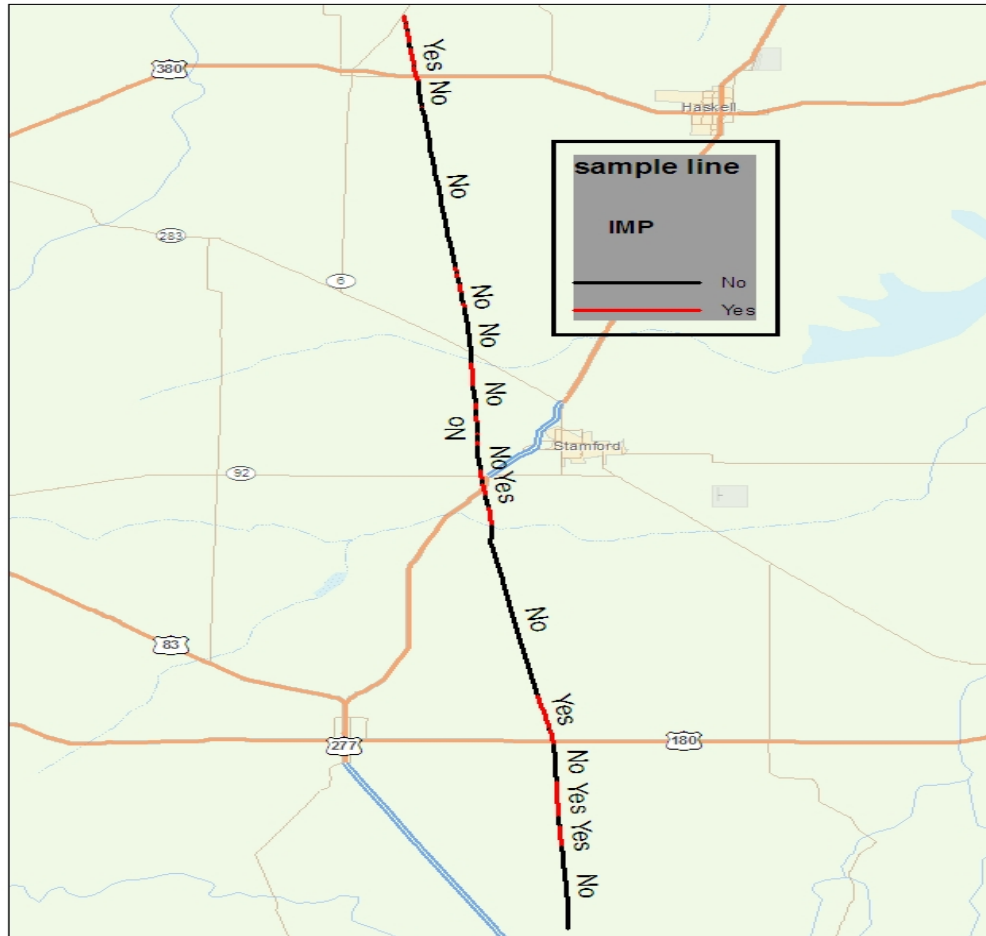 Yes
380
No
Haskell
sample line
No
IMP
283
6
No
Yes
No
No
No
No
Stamford
No Yes
92
No
83
Yes
277
180
No Yes Yes
No